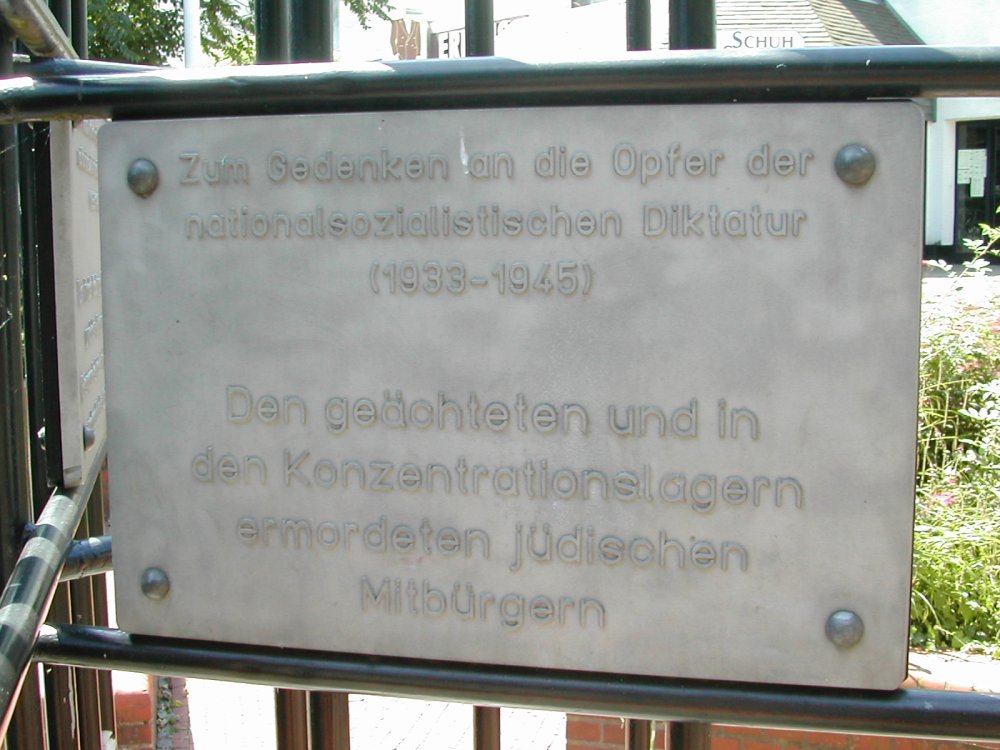 SCHUH
Zum Gedenken an die Opfer der
nationalsozialistischen Diktatur
(1933-1945)
Den geächteten und in
den Konzentrationslagern
ermordeten jüdischen
Mitbürgern